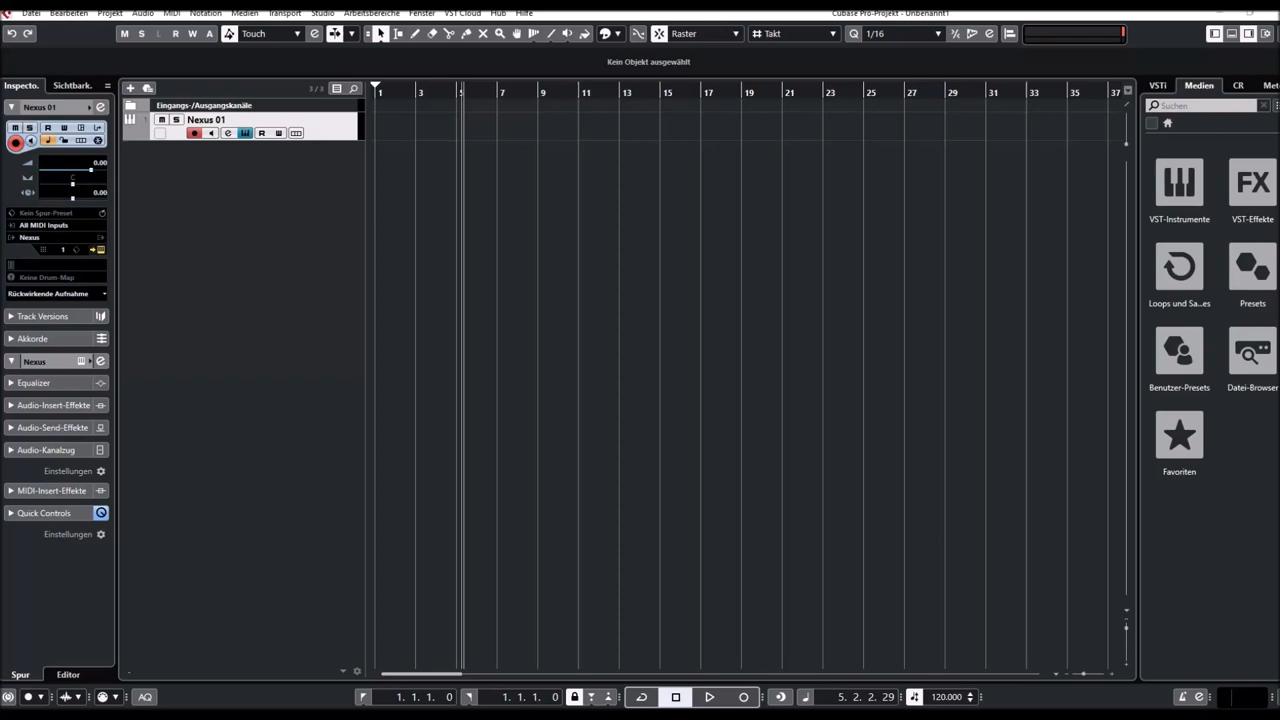 Datei Bearbeiten Projekt Audio MIDI Notation Medien Transport Studio Arbeitsbereiche Fenster VST Cloud Hub Hilfe Cubase Pro-Projekt - Unbenannt1
M S L R W A Touch Raster Takt Q 1/16
Kein Objekt ausgewählt
Inspecto. Sichtbark. 3 / 3 1 3 5 7 9 11 13 15 17 19 21 23 25 27 29 31 33 35 37 VSTi Medien CR Met
Nexus 01 Eingangs-/Ausgangskanäle Suchen
M S R W 1 M S Nexus 01
R W
0.00
C
0.00
Kein Spur-Preset VST-Instrumente VST-Effekte
All MIDI Inputs
Nexus
1
Keine Drum-Map
Rückwirkende Aufnahme Loops und Sa...es Presets
Track Versions
Akkorde
Nexus
Equalizer Benutzer-Presets Datei-Browser
Audio-Insert-Effekte
Audio-Send-Effekte
Audio-Kanalzug
Einstellungen Favoriten
MIDI-Insert-Effekte
Quick Controls
Einstellungen
Spur Editor
AQ 1. 1. 1. 0 1. 1. 1. 0 5. 2. 2. 29 120.000